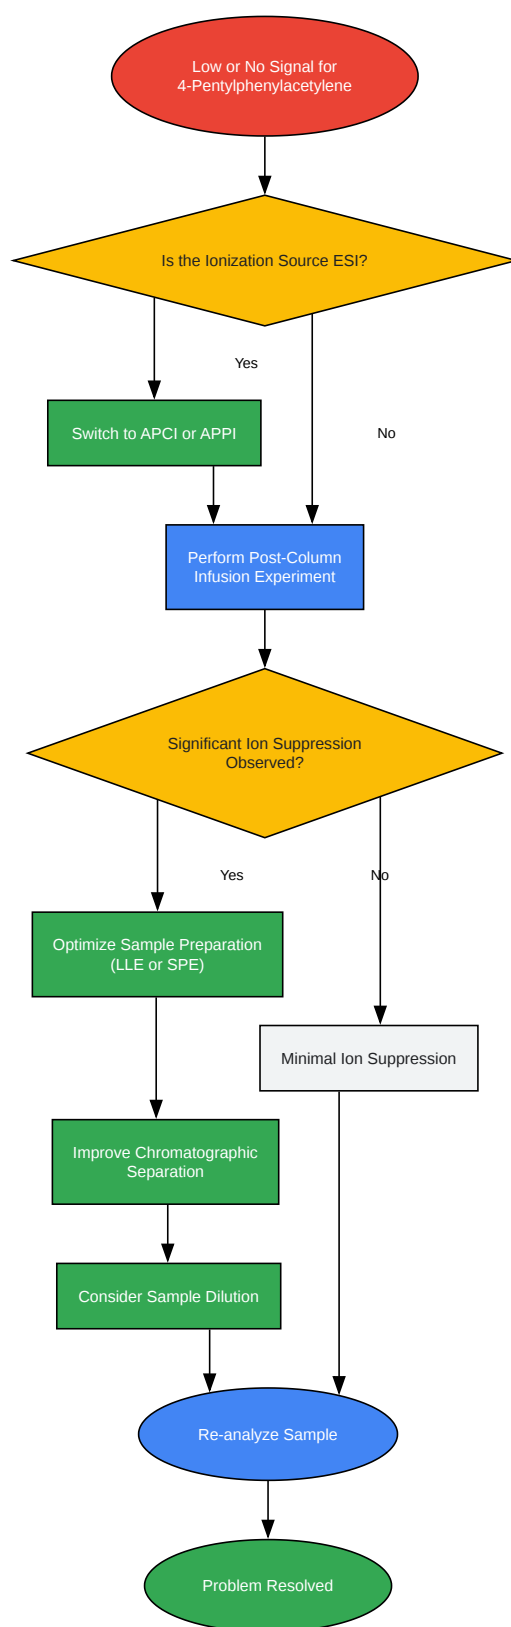 Low or No Signal for
4-Pentylphenylacetylene
Is the Ionization Source ESI?
Yes
Switch to APCI or APPI
No
Perform Post-Column
Infusion Experiment
Significant Ion Suppression
Observed?
Yes
No
Optimize Sample Preparation
(LLE or SPE)
Minimal Ion Suppression
Improve Chromatographic
Separation
Consider Sample Dilution
Re-analyze Sample
Problem Resolved